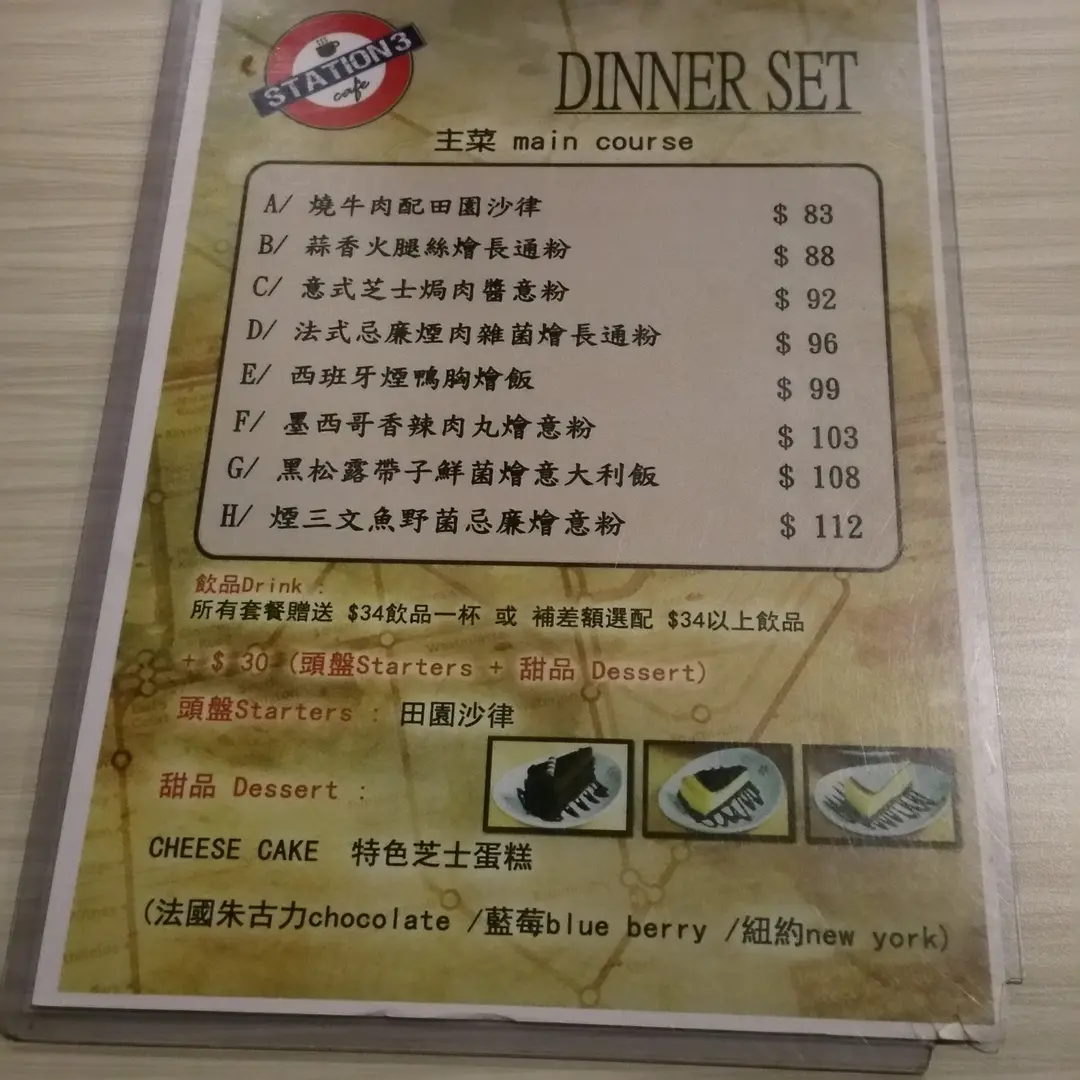 STATION3
cafe
DINNER SET
主菜 main course
A/ 燒牛肉配田園沙律 $ 83
B/ 蒜香火腿絲燴長通粉 $ 88
C/ 意式芝士焗肉醬意粉 $ 92
D/ 法式忌廉煙肉雜菌燴長通粉 $ 96
E/ 西班牙煙鴨胸燴飯 $ 99
F/ 墨西哥香辣肉丸燴意粉 $ 103
G/ 黑松露帶子鮮菌燴意大利飯 $ 108
H/ 煙三文魚野菌忌廉燴意粉 $ 112
飲品Drink :
所有套餐贈送 $34飲品一杯 或 補差額選配 $34以上飲品
+ $ 30 (頭盤Starters + 甜品 Dessert)
頭盤Starters : 田園沙律
甜品 Dessert :
CHEESE CAKE 特色芝士蛋糕
(法國朱古力chocolate /藍莓blue berry /紐約new york)